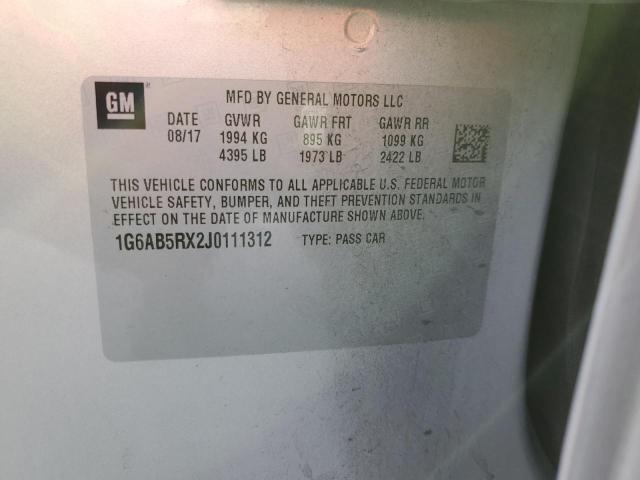 GM
MFD BY GENERAL MOTORS LLC
DATE GVWR GAWR FRT GAWR RR
08/17 1994 KG 895 KG 1099 KG
4395 LB 1973 LB 2422 LB
THIS VEHICLE CONFORMS TO ALL APPLICABLE U.S. FEDERAL MOTOR
VEHICLE SAFETY, BUMPER, AND THEFT PREVENTION STANDARDS IN
EFFECT ON THE DATE OF MANUFACTURE SHOWN ABOVE.
1G6AB5RX2J0111312 TYPE: PASS CAR